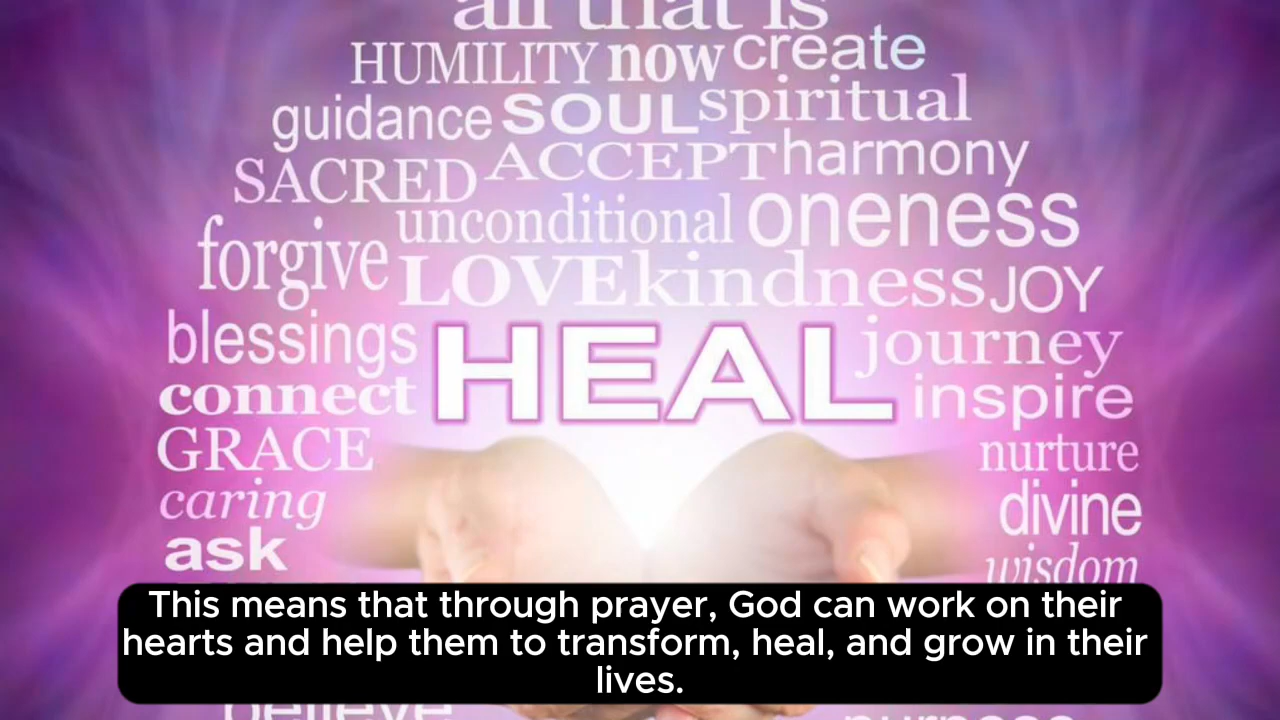 all that is
HUMILITY now create
guidance SOUL spiritual
SACRED ACCEPT harmony
forgive unconditional oneness
LOVE kindness JOY
blessings HEAL journey
connect inspire
GRACE nurture
caring divine
ask wisdom
This means that through prayer, God can work on their
hearts and help them to transform, heal, and grow in their
lives.
believe purpose